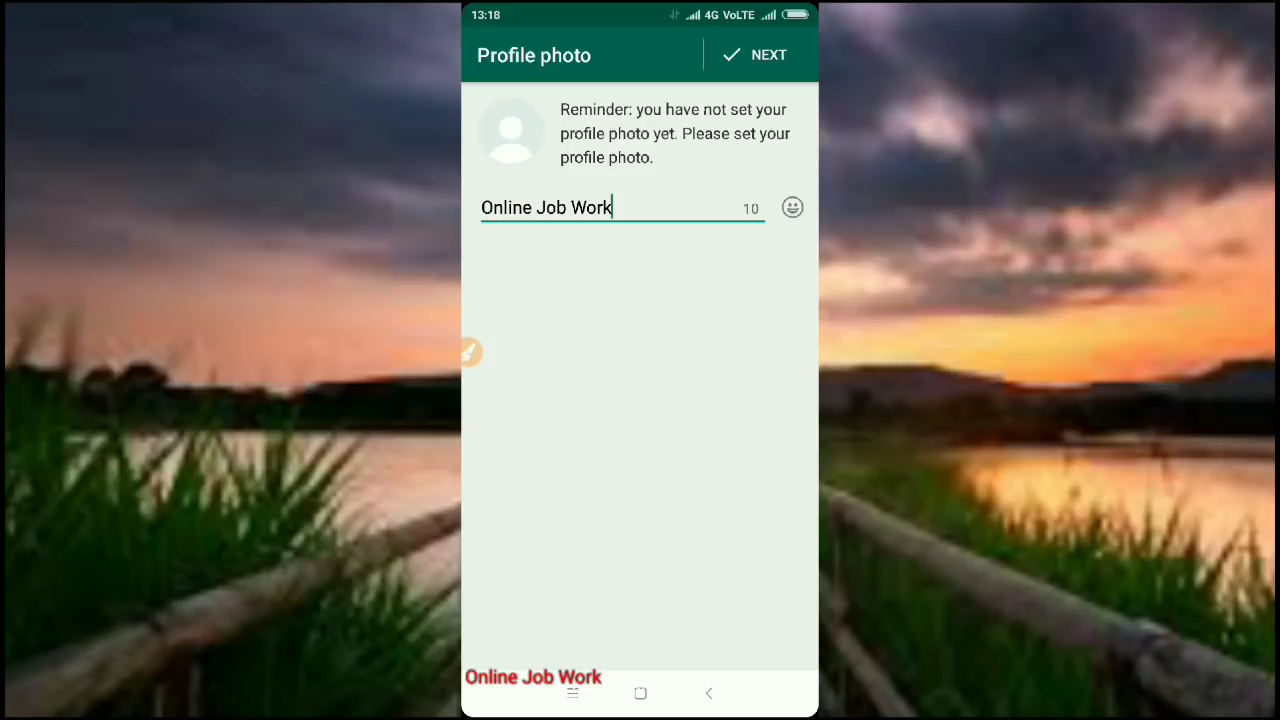 13:18 4G VoLTE
Profile photo NEXT
Reminder: you have not set your
profile photo yet. Please set your
profile photo.
Online Job Work 10
Online Job Work